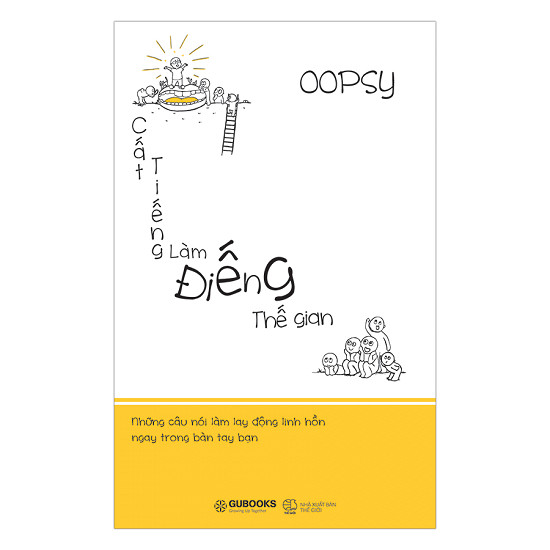 OOPSY
Cất
Tiếng
Làm
Điếng
Thế gian
Những câu nói làm lay động linh hồn
ngay trong bàn tay bạn
GUBOOKS
Growing Up Together
NHÀ XUẤT BẢN
THẾ GIỚI